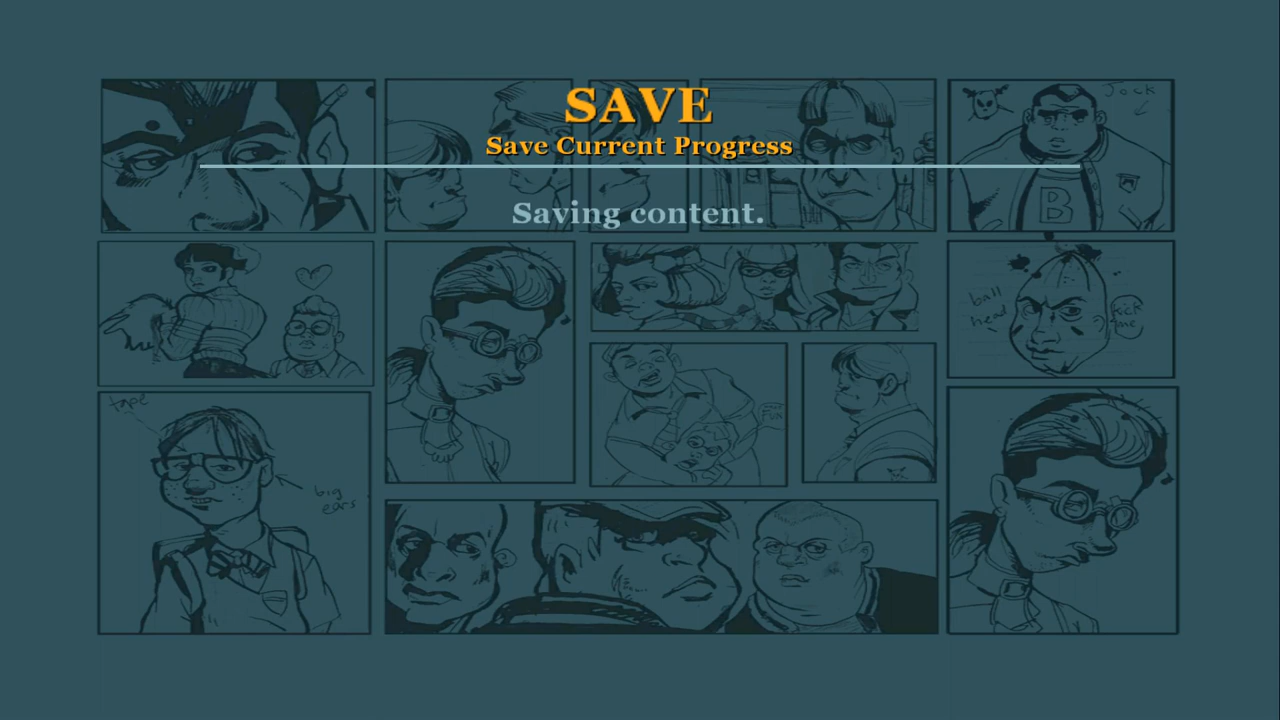 SAVE
Save Current Progress
Saving content.
Jock
B
ball
head
kick
me
tape
big
ears